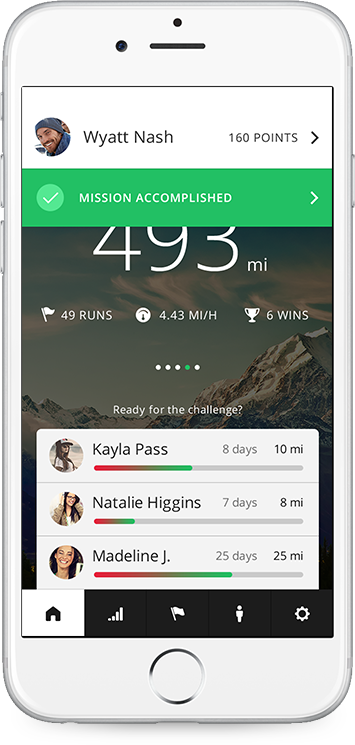 Wyatt Nash 160 POINTS
MISSION ACCOMPLISHED
493 mi
49 RUNS 4.43 MI/H 6 WINS
Ready for the challenge?
Kayla Pass 8 days 10 mi
Natalie Higgins 7 days 8 mi
Madeline J. 25 days 25 mi